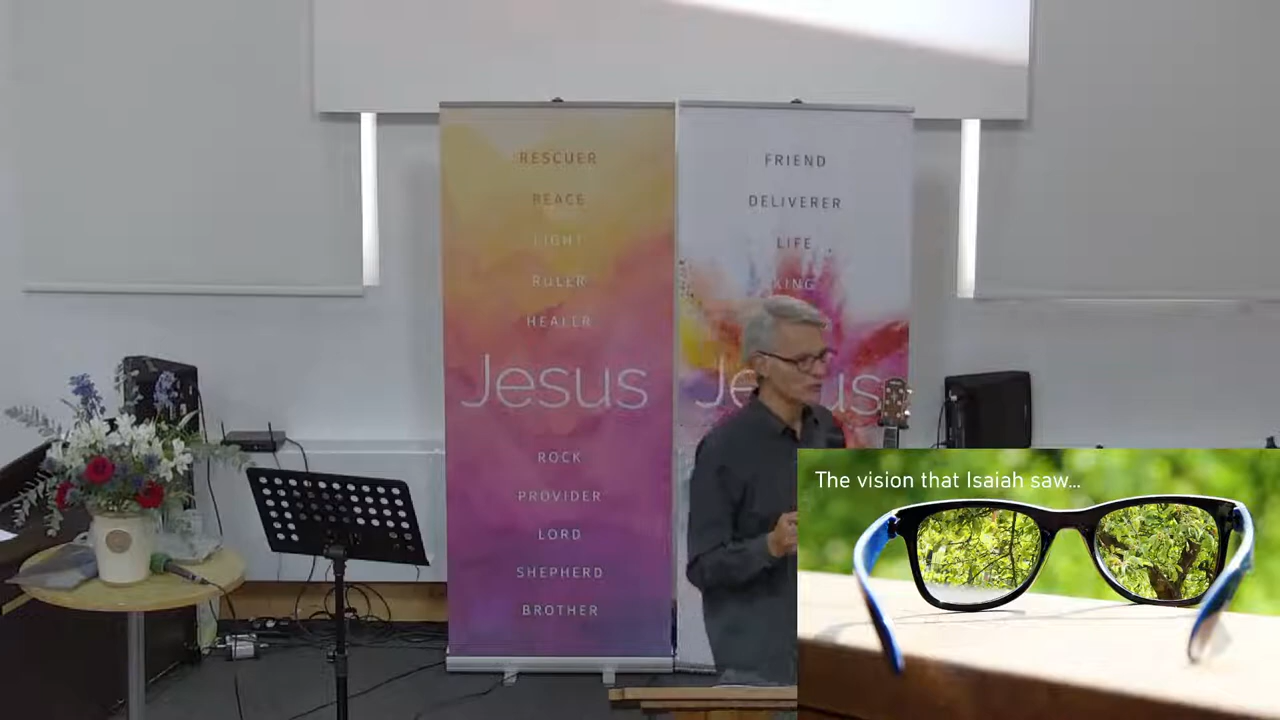 RESCUER
PEACE
LIGHT
RULER
HEALER
Jesus
ROCK
PROVIDER
LORD
SHEPHERD
BROTHER
FRIEND
DELIVERER
LIFE
KING
Jesus
The vision that Isaiah saw...